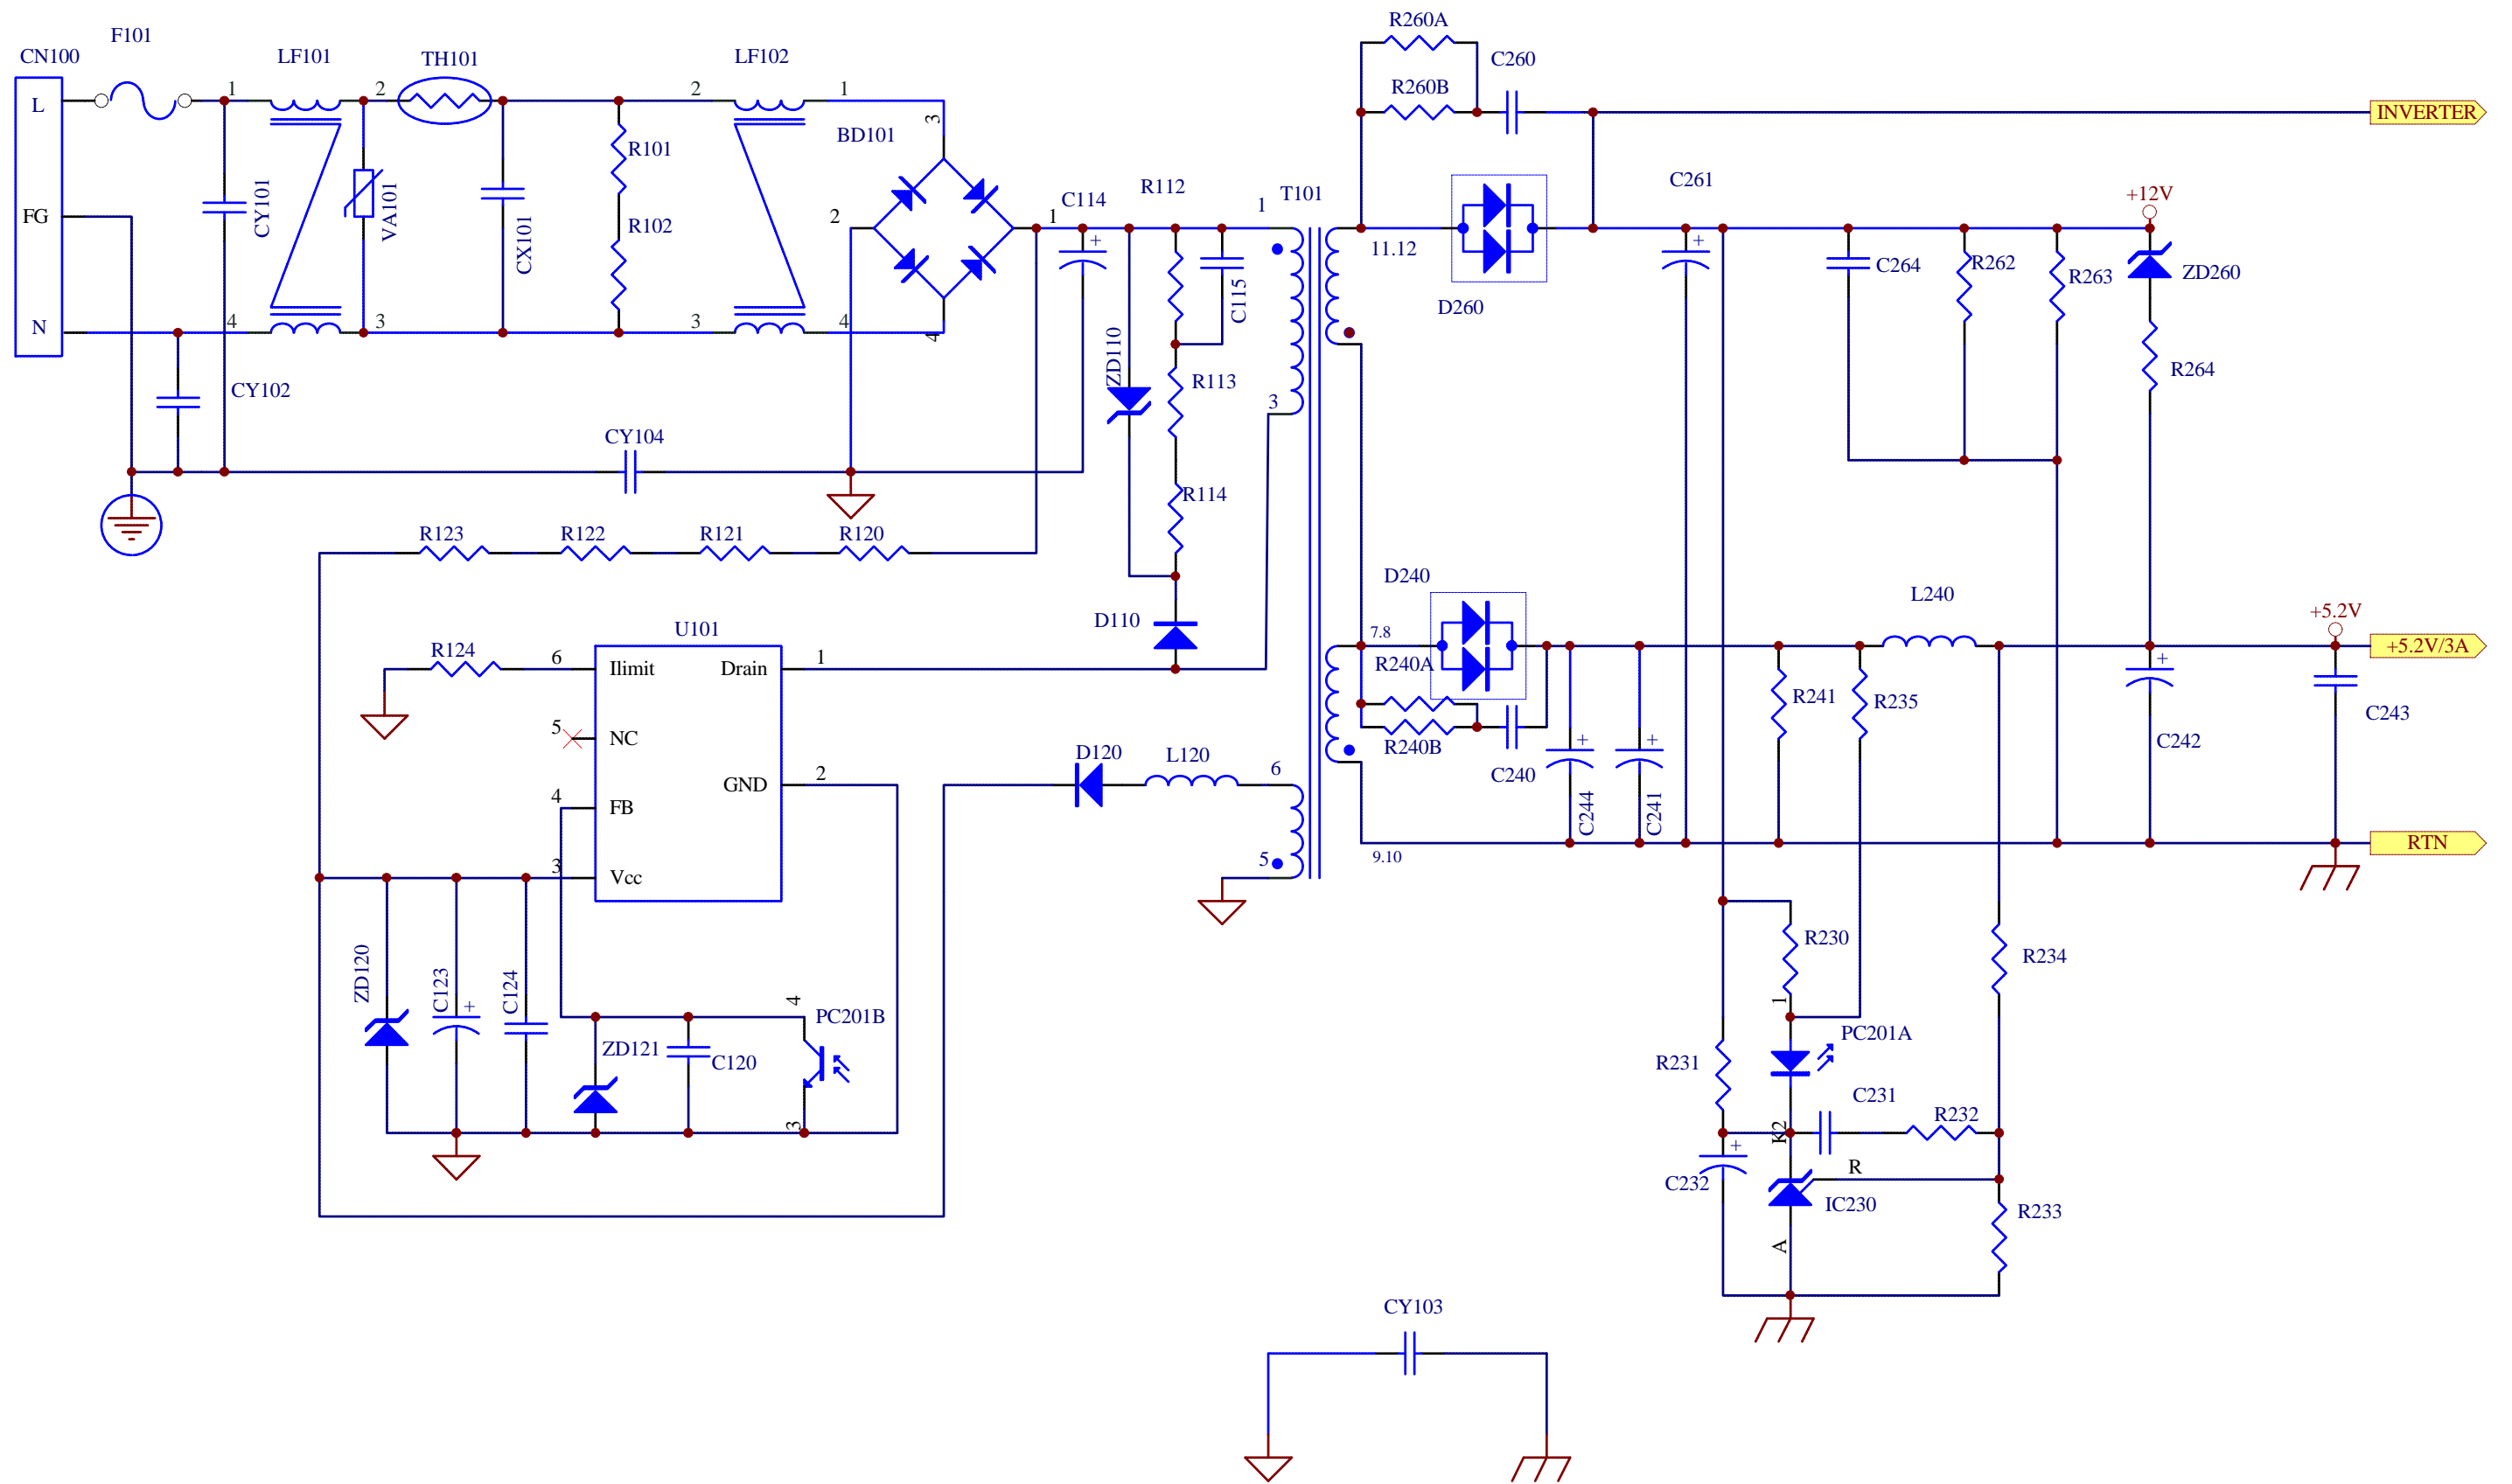 R260A
F101
CN100
LF101
TH101
LF102
C260
R260B
L
1
2
2
1
INVERTER
3
BD101
R101
CY101
VA101
CX101
R102
FG
2
1
C114
R112
1
T101
C261
+12V
11.12
D260
C115
C264
R262
R263
ZD260
N
4
3
3
4
4
ZD110
CY102
R113
R264
3
CY104
R114
R123
R122
R121
R120
D240
L240
+5.2V
D110
U101
7.8
R124
6
Ilimit
Drain
1
R240A
+5.2V/3A
R241
R235
5
NC
R240B
C243
C242
D120
L120
6
C240
GND
2
4
FB
C244
C241
9.10
RTN
5
3
Vcc
ZD120
C123
+
C124
4
PC201B
R230
R234
1
PC201A
ZD121
C120
R231
C231
R232
3
K2
+
R
C232
IC230
R233
A
CY103
+
+
+
+
+